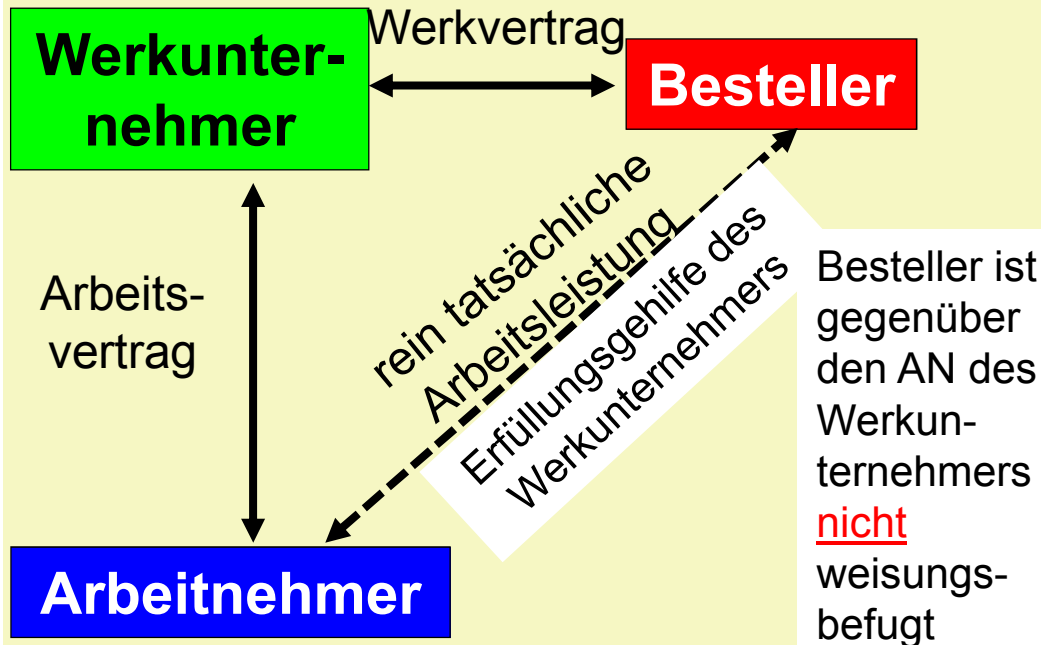 Werkvertrag
Werkunter-
nehmer
Besteller
rein tatsächliche
Arbeitsleistung
Erfüllungsgehilfe des
Werkunternehmers
Arbeits-
vertrag
Besteller ist
gegenüber
den AN des
Werkun-
ternehmers
nicht
weisungs-
befugt
Arbeitnehmer